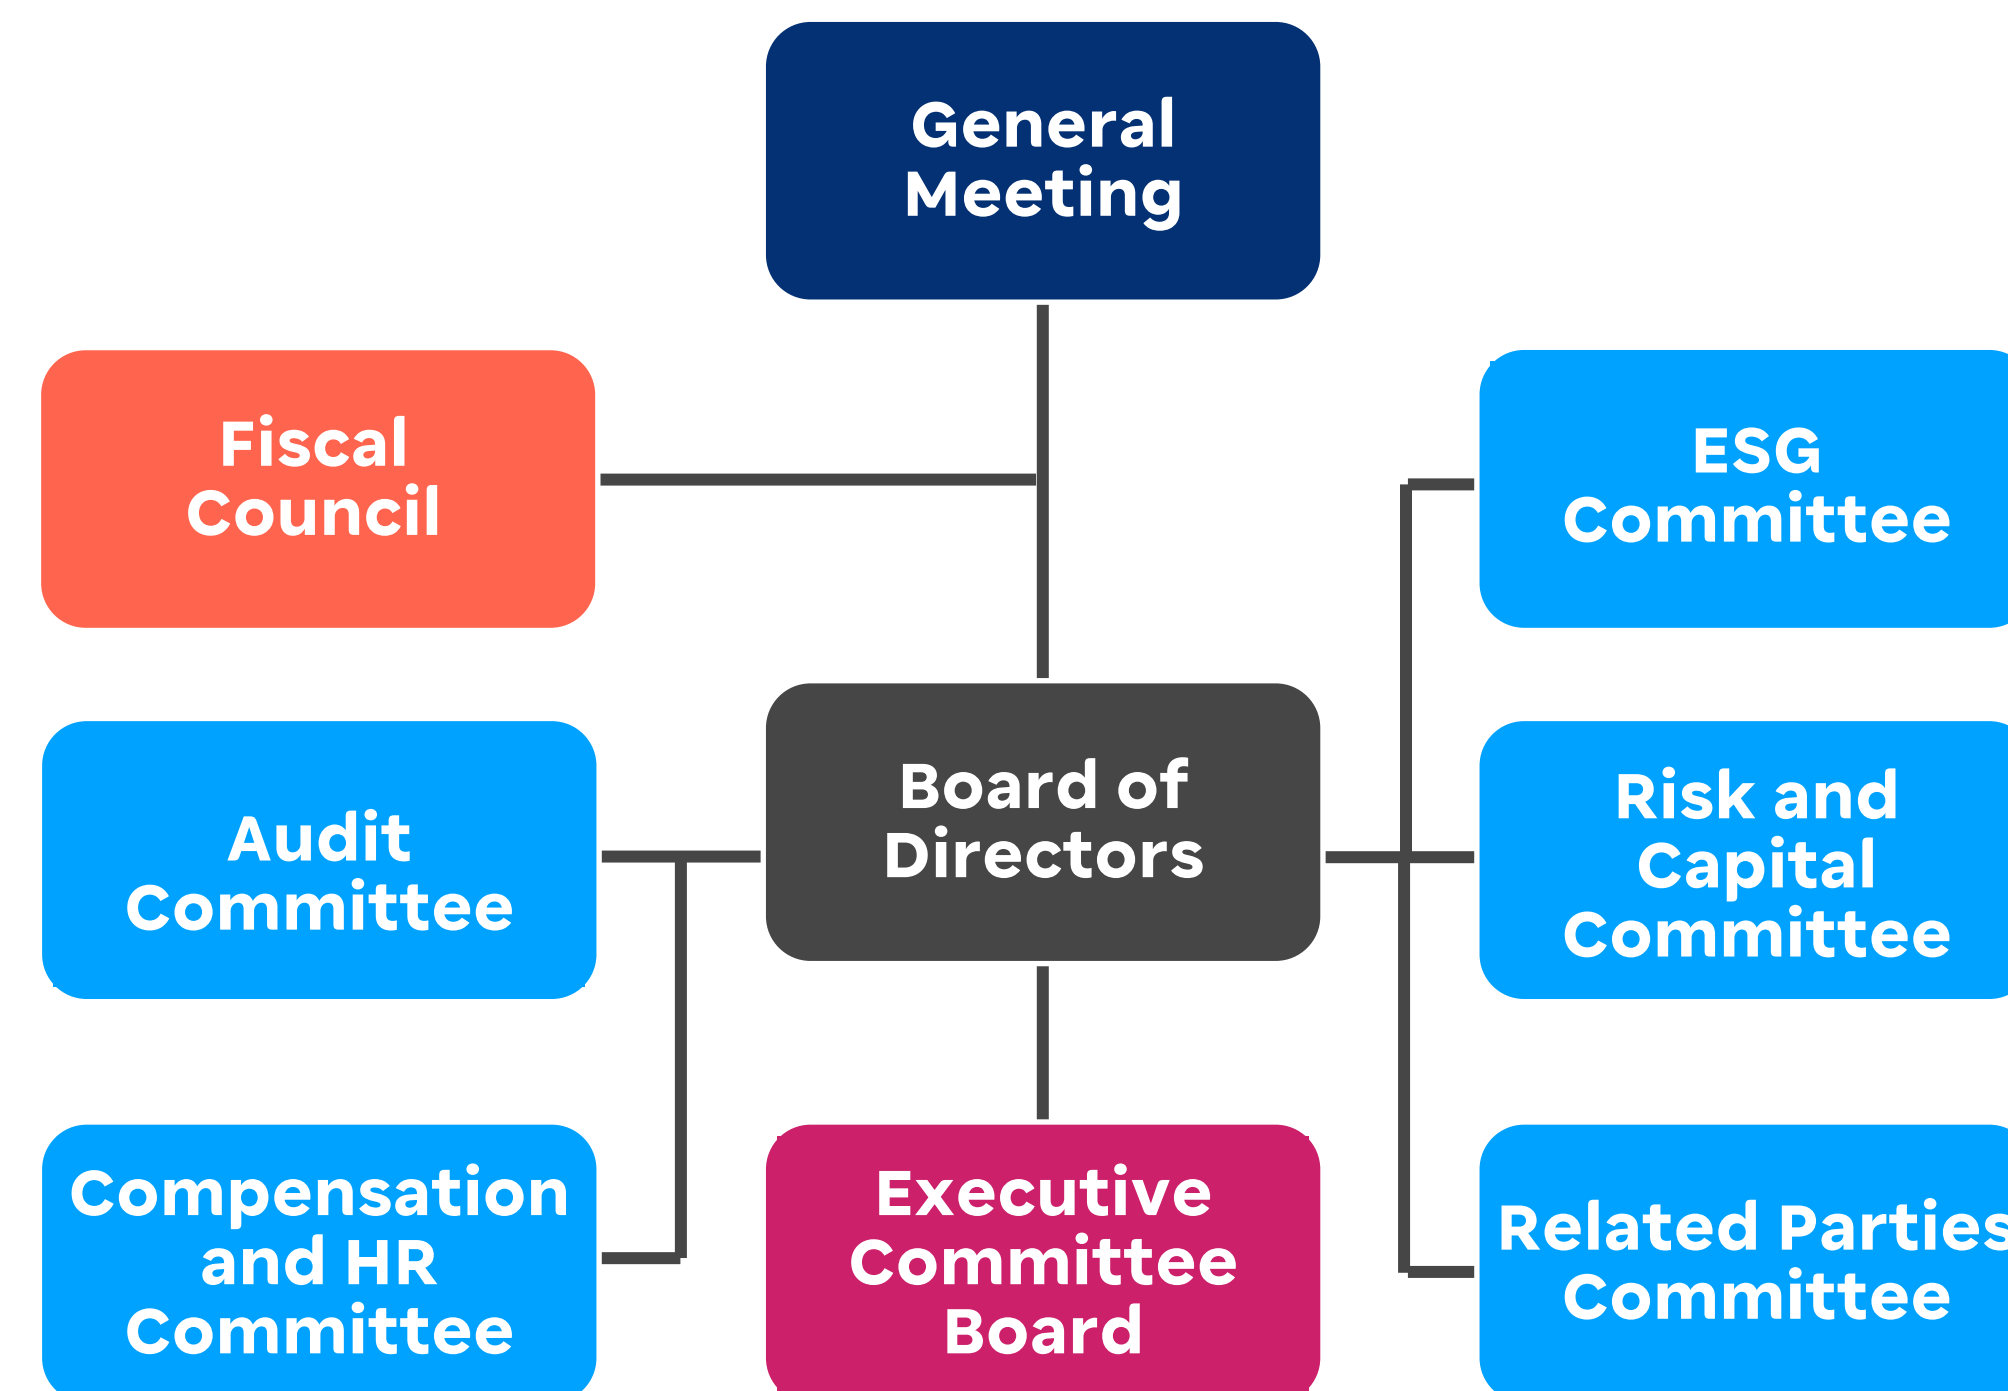 General
Meeting
Fiscal
Council
ESG
Committee
Audit
Committee
Board of
Directors
Risk and
Capital
Committee
Compensation
and HR
Committee
Executive
Committee
Board
Related Parties
Committee